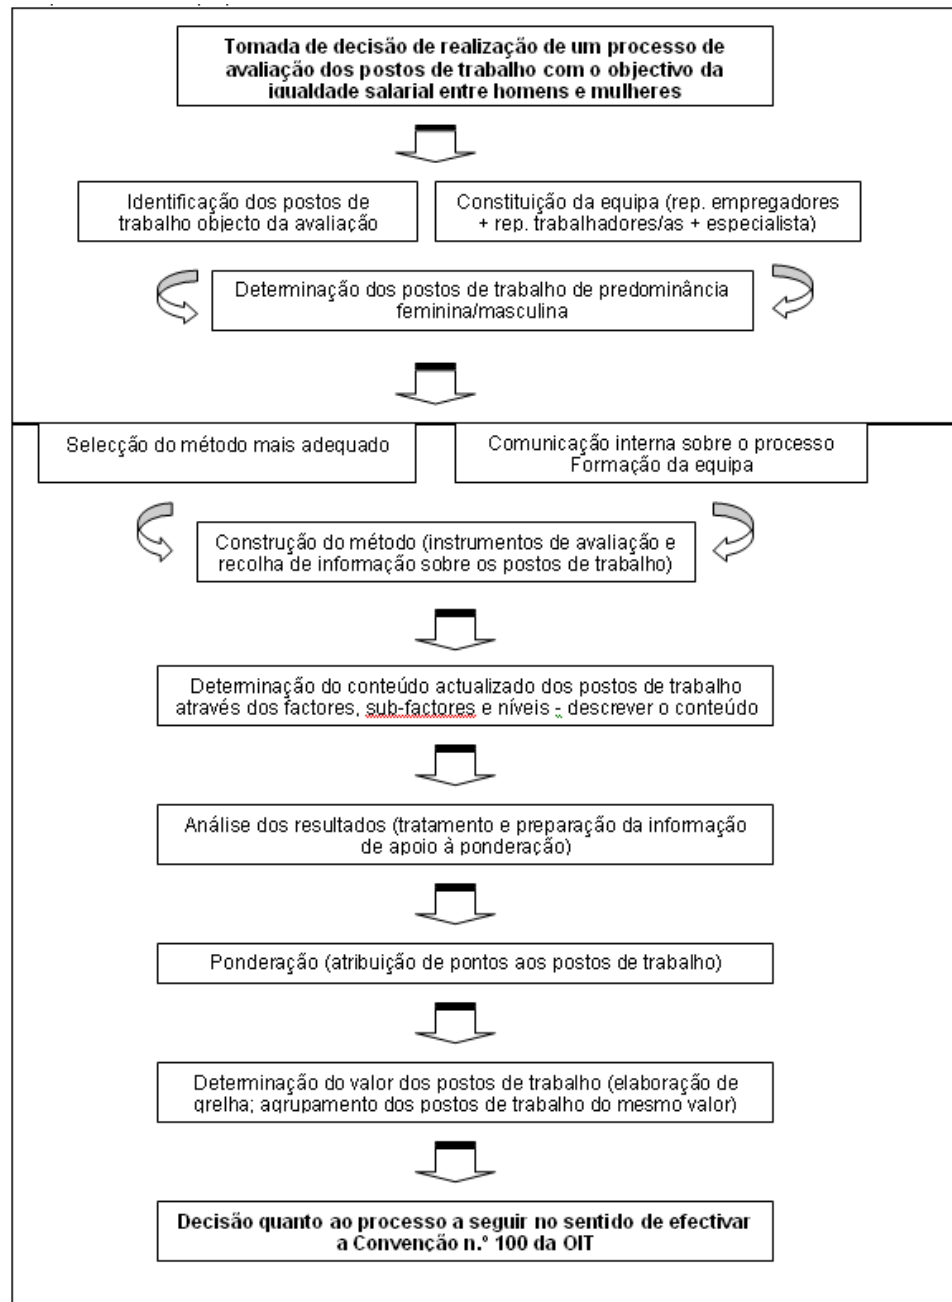 Tomada de decisão de realização de um processo de
avaliação dos postos de trabalho com o objectivo da
igualdade salarial entre homens e mulheres
Identificação dos postos de
trabalho objecto da avaliação
Constituição da equipa (rep. empregadores
+ rep. trabalhadores/as + especialista)
Determinação dos postos de trabalho de predominância
feminina/masculina
Selecção do método mais adequado
Comunicação interna sobre o processo
Formação da equipa
Construção do método (instrumentos de avaliação e
recolha de informação sobre os postos de trabalho)
Determinação do conteúdo actualizado dos postos de trabalho
através dos factores, sub-factores e níveis - descrever o conteúdo
Análise dos resultados (tratamento e preparação da informação
de apoio à ponderação)
Ponderação (atribuição de pontos aos postos de trabalho)
Determinação do valor dos postos de trabalho (elaboração de
grelha; agrupamento dos postos de trabalho do mesmo valor)
Decisão quanto ao processo a seguir no sentido de efectivar
a Convenção n.º 100 da OIT